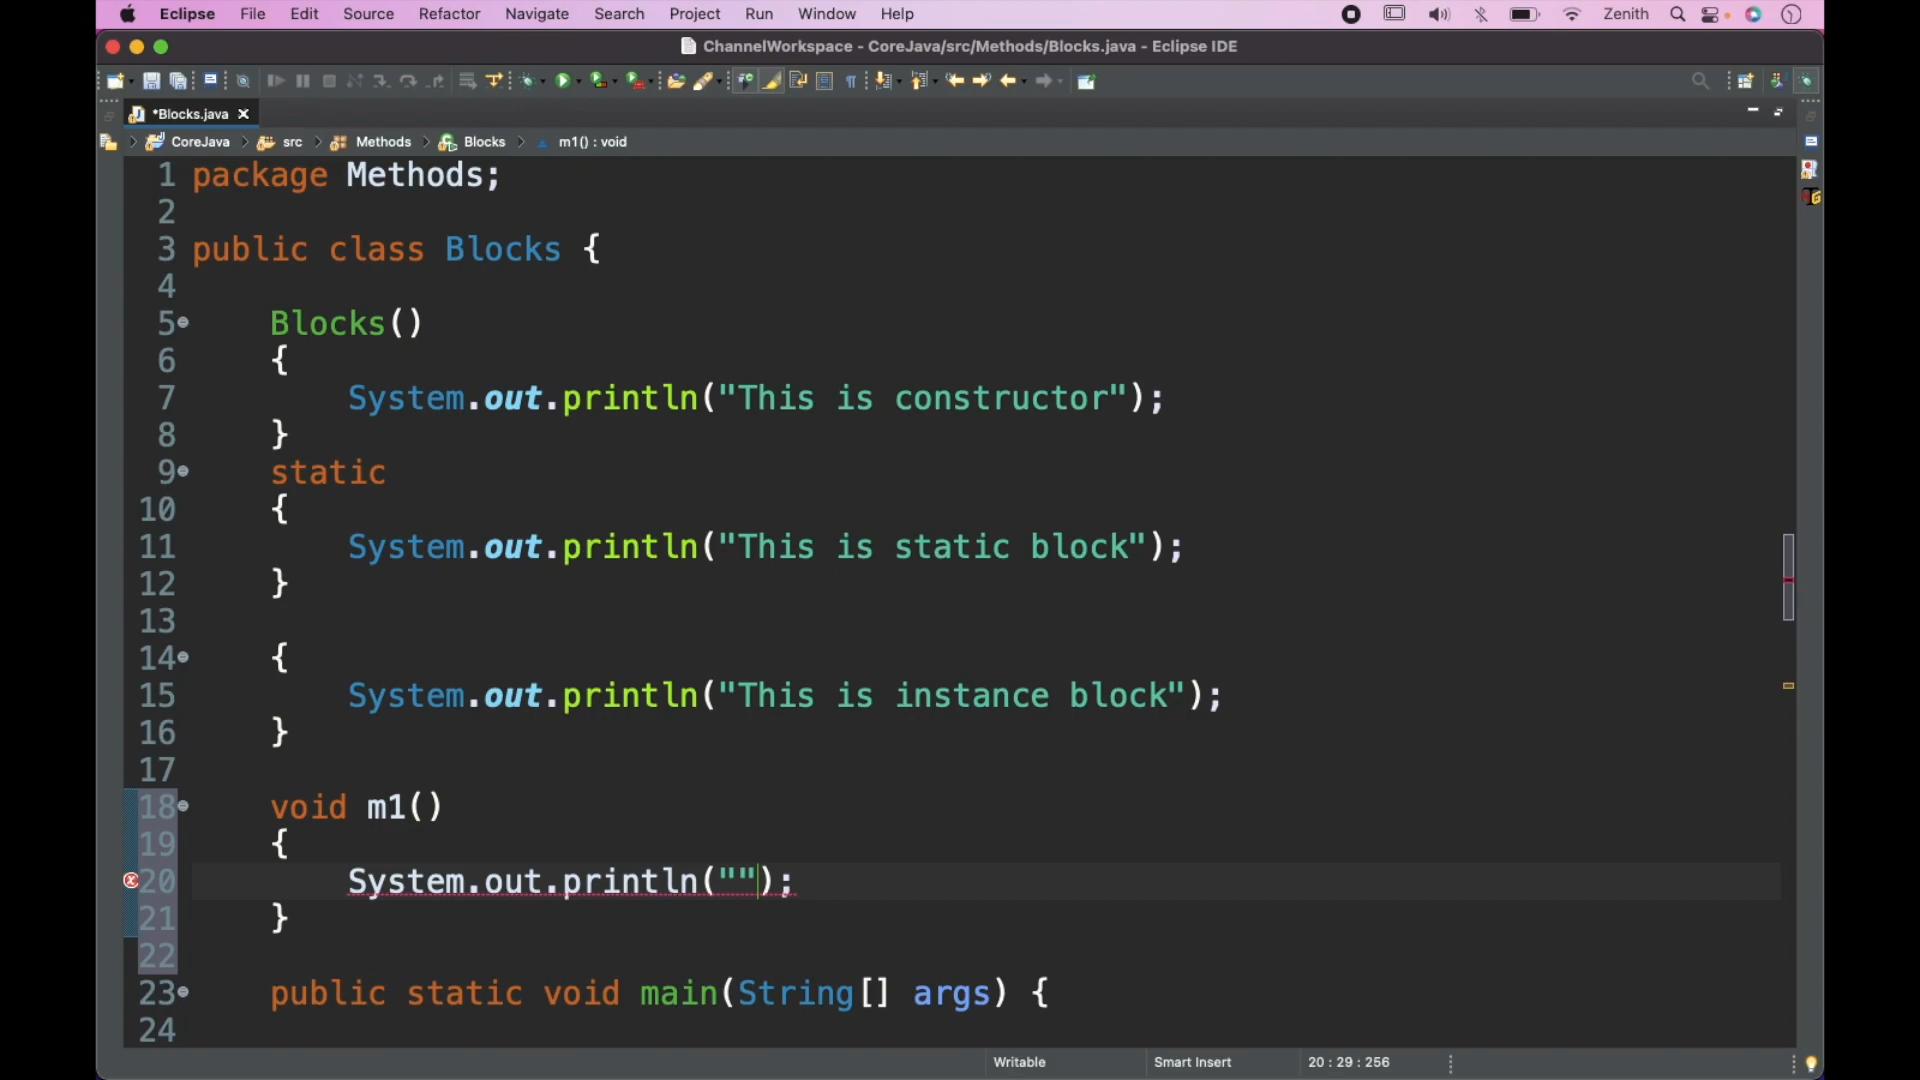 Eclipse File Edit Source Refactor Navigate Search Project Run Window Help Zenith
ChannelWorkspace - CoreJava/src/Methods/Blocks.java - Eclipse IDE
*Blocks.java
CoreJava src Methods Blocks m1() : void
1 package Methods;
2
3 public class Blocks {
4
5 Blocks()
6 {
7 System.out.println("This is constructor");
8 }
9 static
10 {
11 System.out.println("This is static block");
12 }
13
14 {
15 System.out.println("This is instance block");
16 }
17
18 void m1()
19 {
20 System.out.println("");
21 }
22
23 public static void main(String[] args) {
24
Writable Smart Insert 20 : 29 : 256